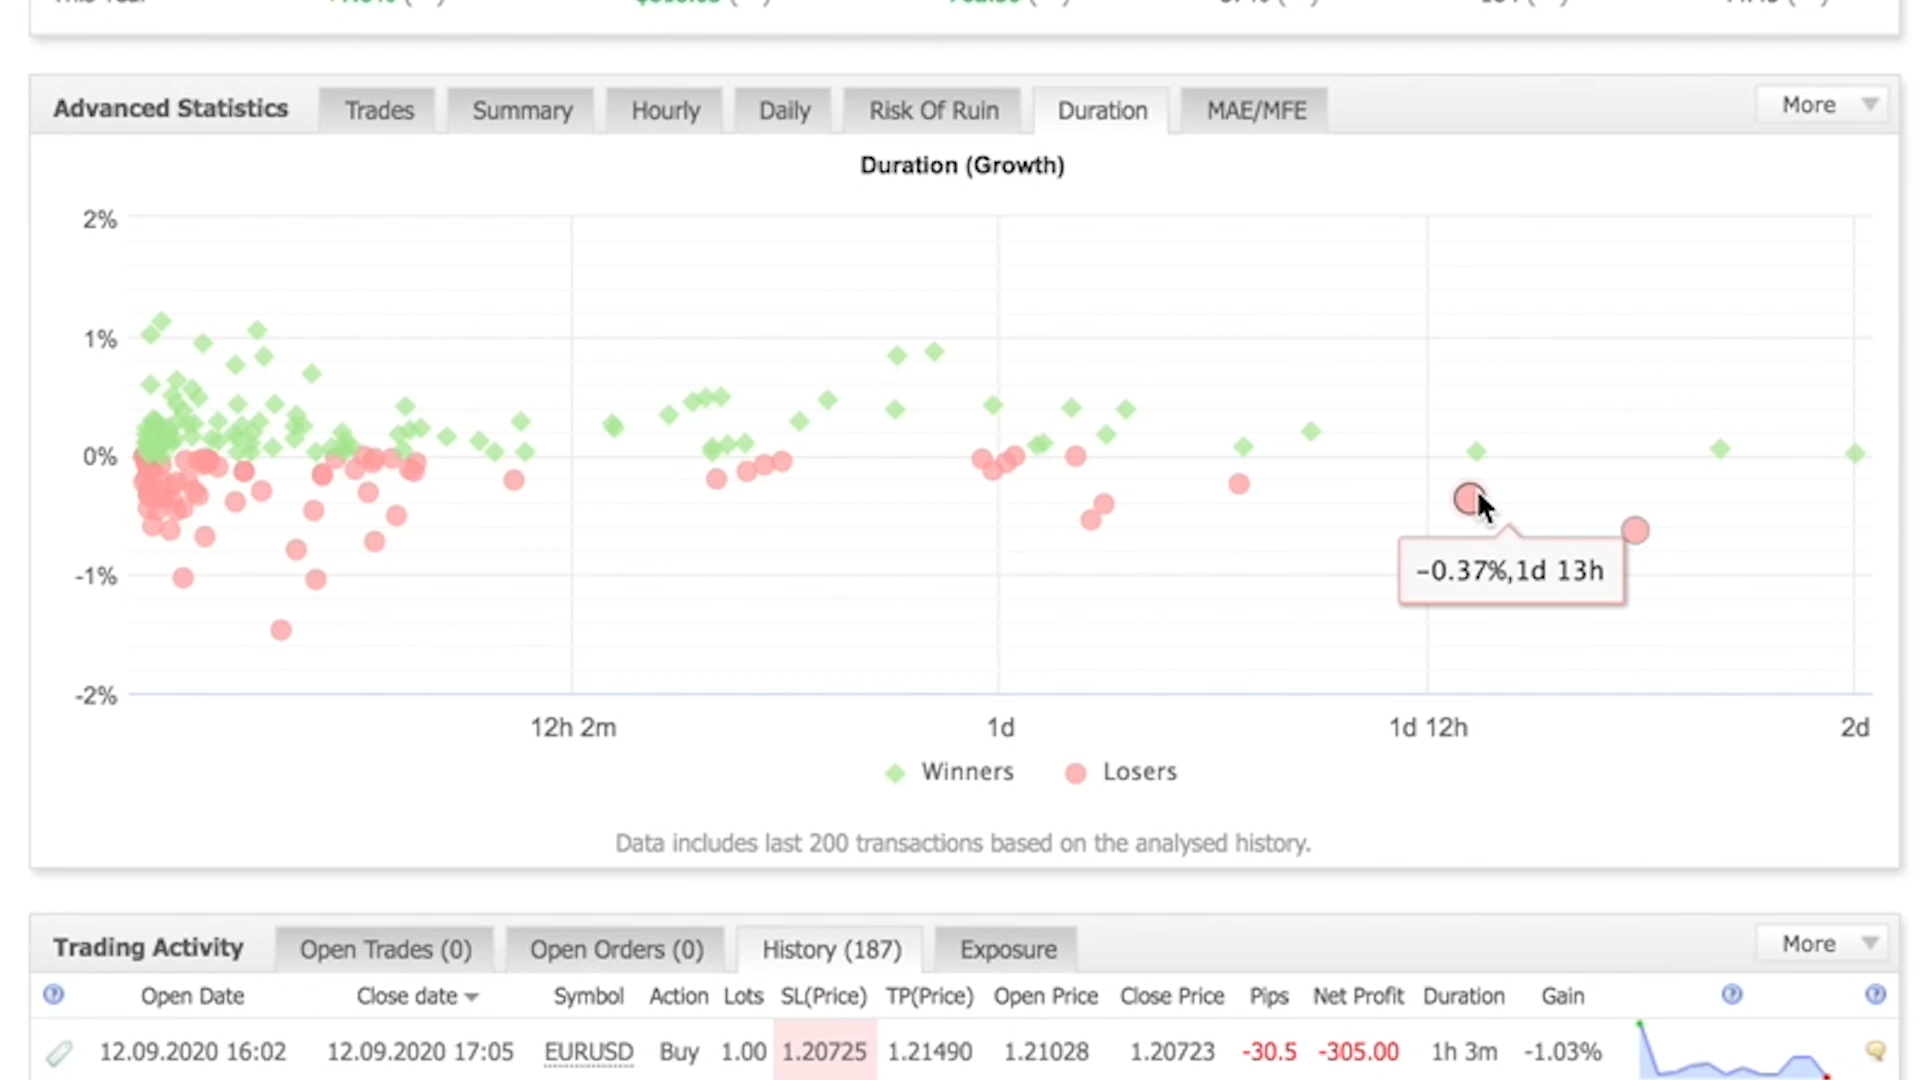 Advanced Statistics Trades Summary Hourly Daily Risk Of Ruin Duration MAE/MFE More
Duration (Growth)
2%
1%
0%
-1%
-2%
-0.37%,1d 13h
12h 2m 1d 1d 12h 2d
Winners Losers
Data includes last 200 transactions based on the analysed history.
Trading Activity Open Trades (0) Open Orders (0) History (187) Exposure More
Open Date Close date Symbol Action Lots SL(Price) TP(Price) Open Price Close Price Pips Net Profit Duration Gain
12.09.2020 16:02 12.09.2020 17:05 EURUSD Buy 1.00 1.20725 1.21490 1.21028 1.20723 -30.5 -305.00 1h 3m -1.03%